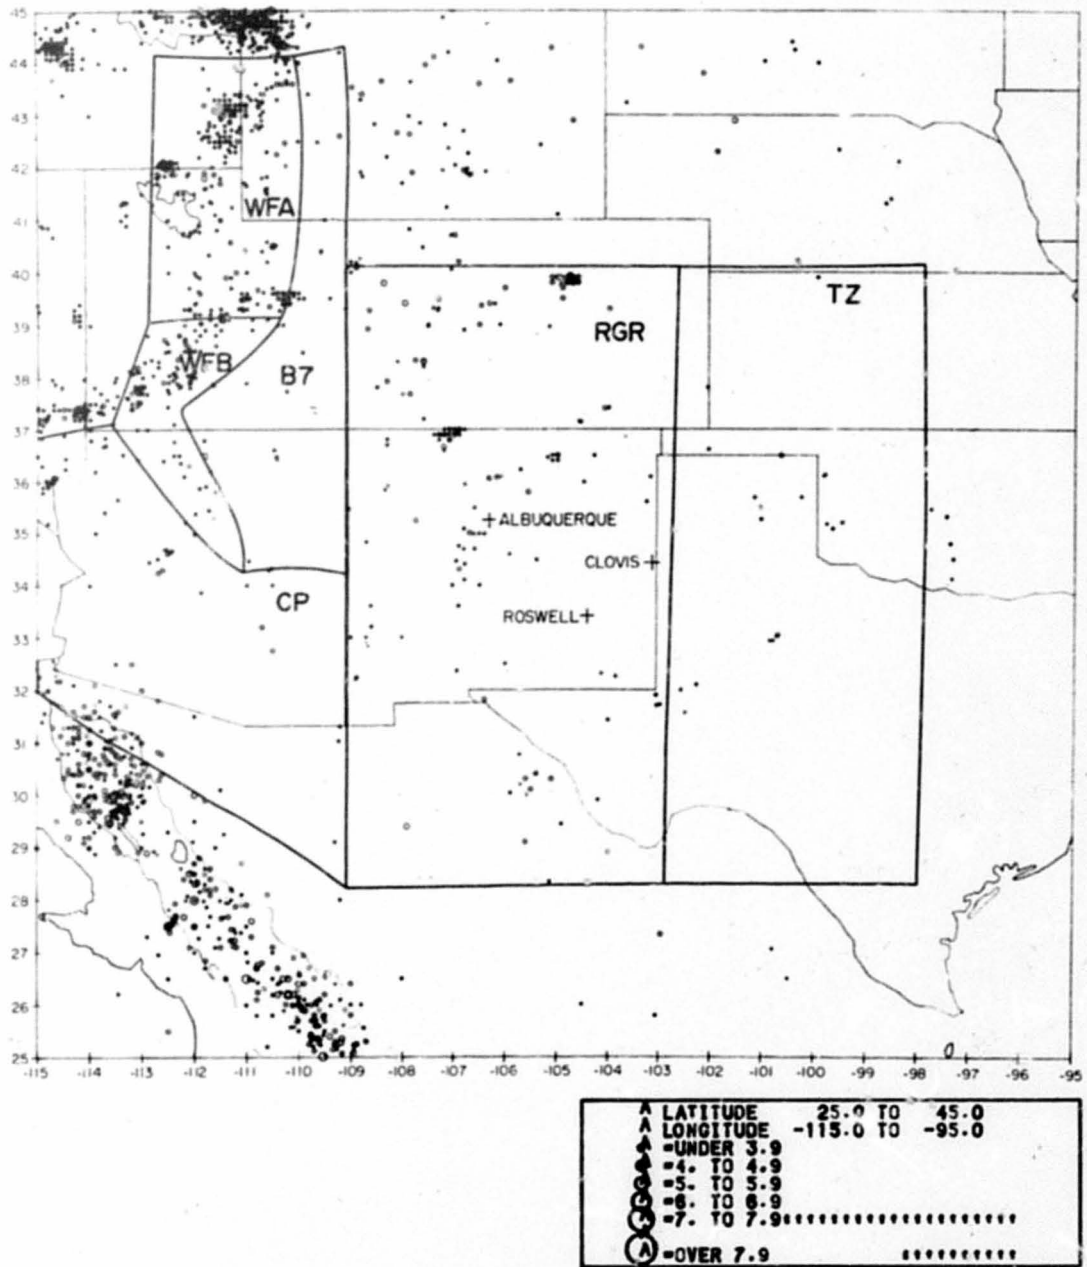 45
44
43
42
41
40
39
38
37
36
35
34
33
32
31
30
29
28
27
26
25
WFA
TZ
RGR
WFB
B7
ALBUQUERQUE
CLOVIS
CP
ROSWELL
-115 -114 -113 -112 -111 -110 -109 -108 -107 -106 -105 -104 -103 -102 -101 -100 -99 -98 -97 -96 -95
A LATITUDE 25.0 TO 45.0
A LONGITUDE -115.0 TO -95.0
=UNDER 3.9
=4. TO 4.9
=5. TO 5.9
=6. TO 6.9
=7. TO 7.9
A =OVER 7.9